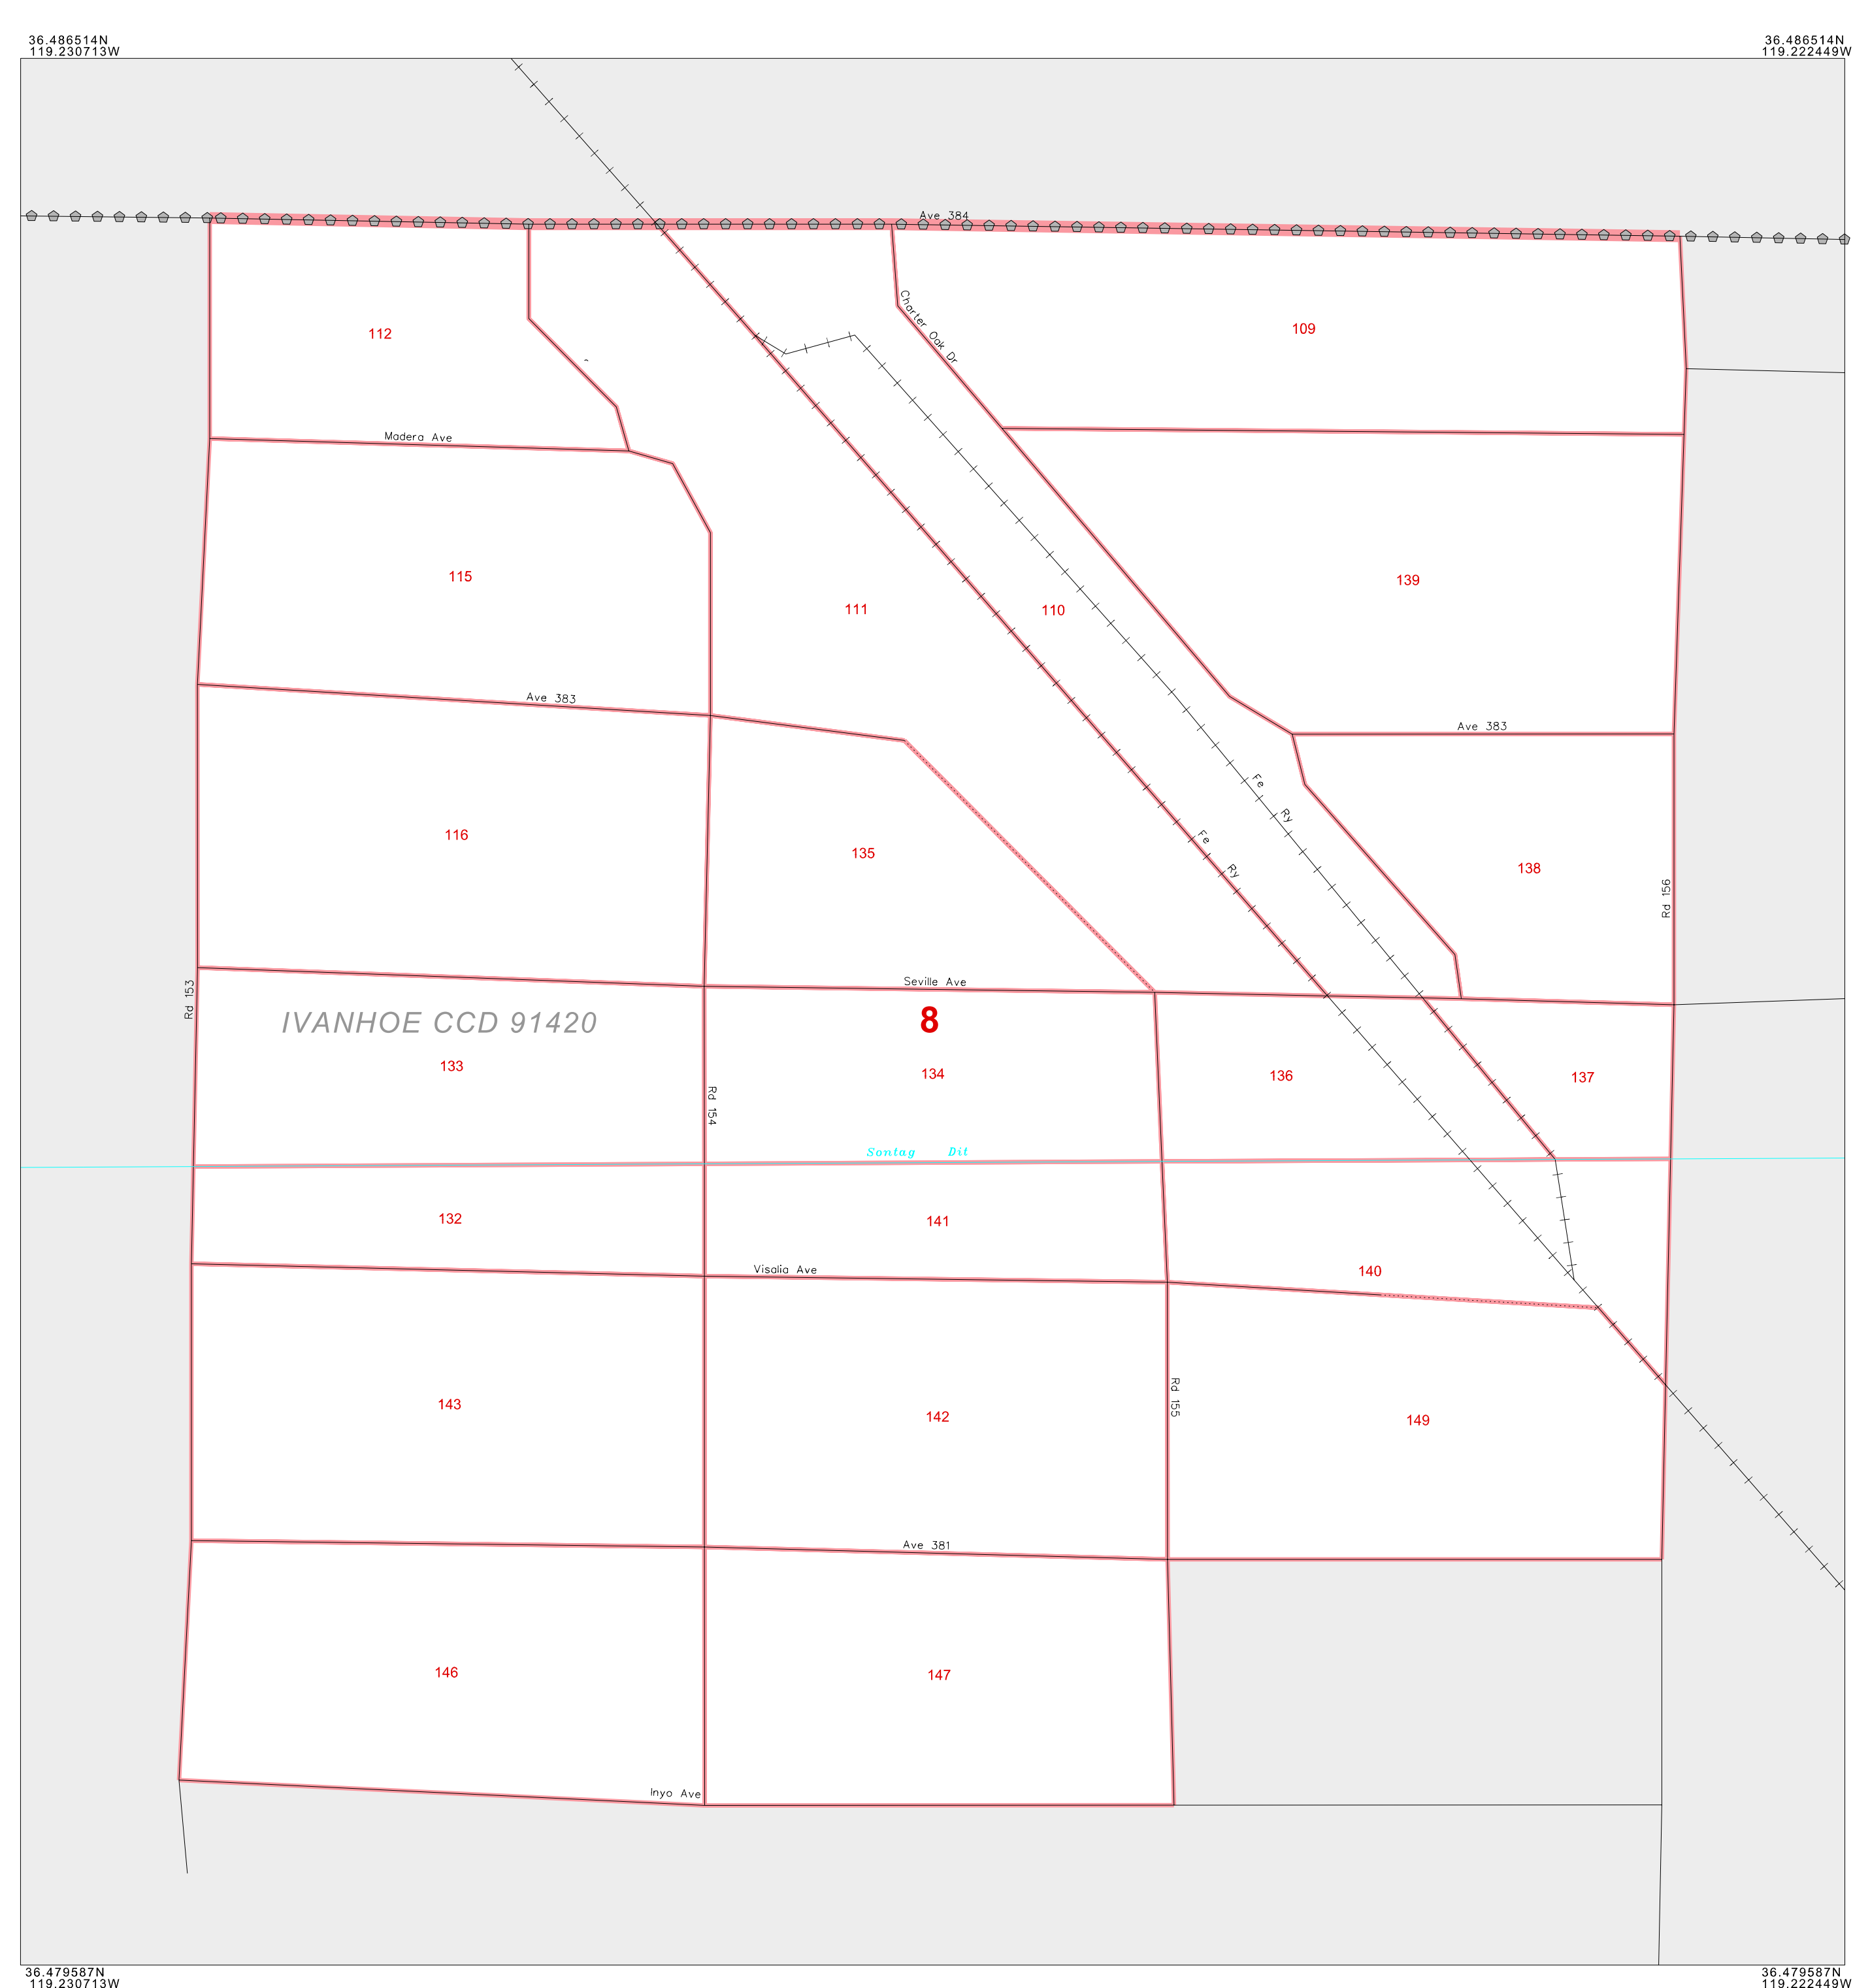 36.486514N
119.230713W
36.486514N
119.222449W
Ave 384
Charter Oak Dr
112
109
Madera Ave
115
139
111
110
Ave 383
Ave 383
Fe Ry
Fe Ry
116
135
138
Rd 156
Seville Ave
Rd 153
IVANHOE CCD 91420
8
133
134
136
137
Rd 154
Sontag Dit
132
141
140
Visalia Ave
Rd 155
143
142
149
Ave 381
146
147
Inyo Ave
36.479587N
119.230713W
36.479587N
119.222449W